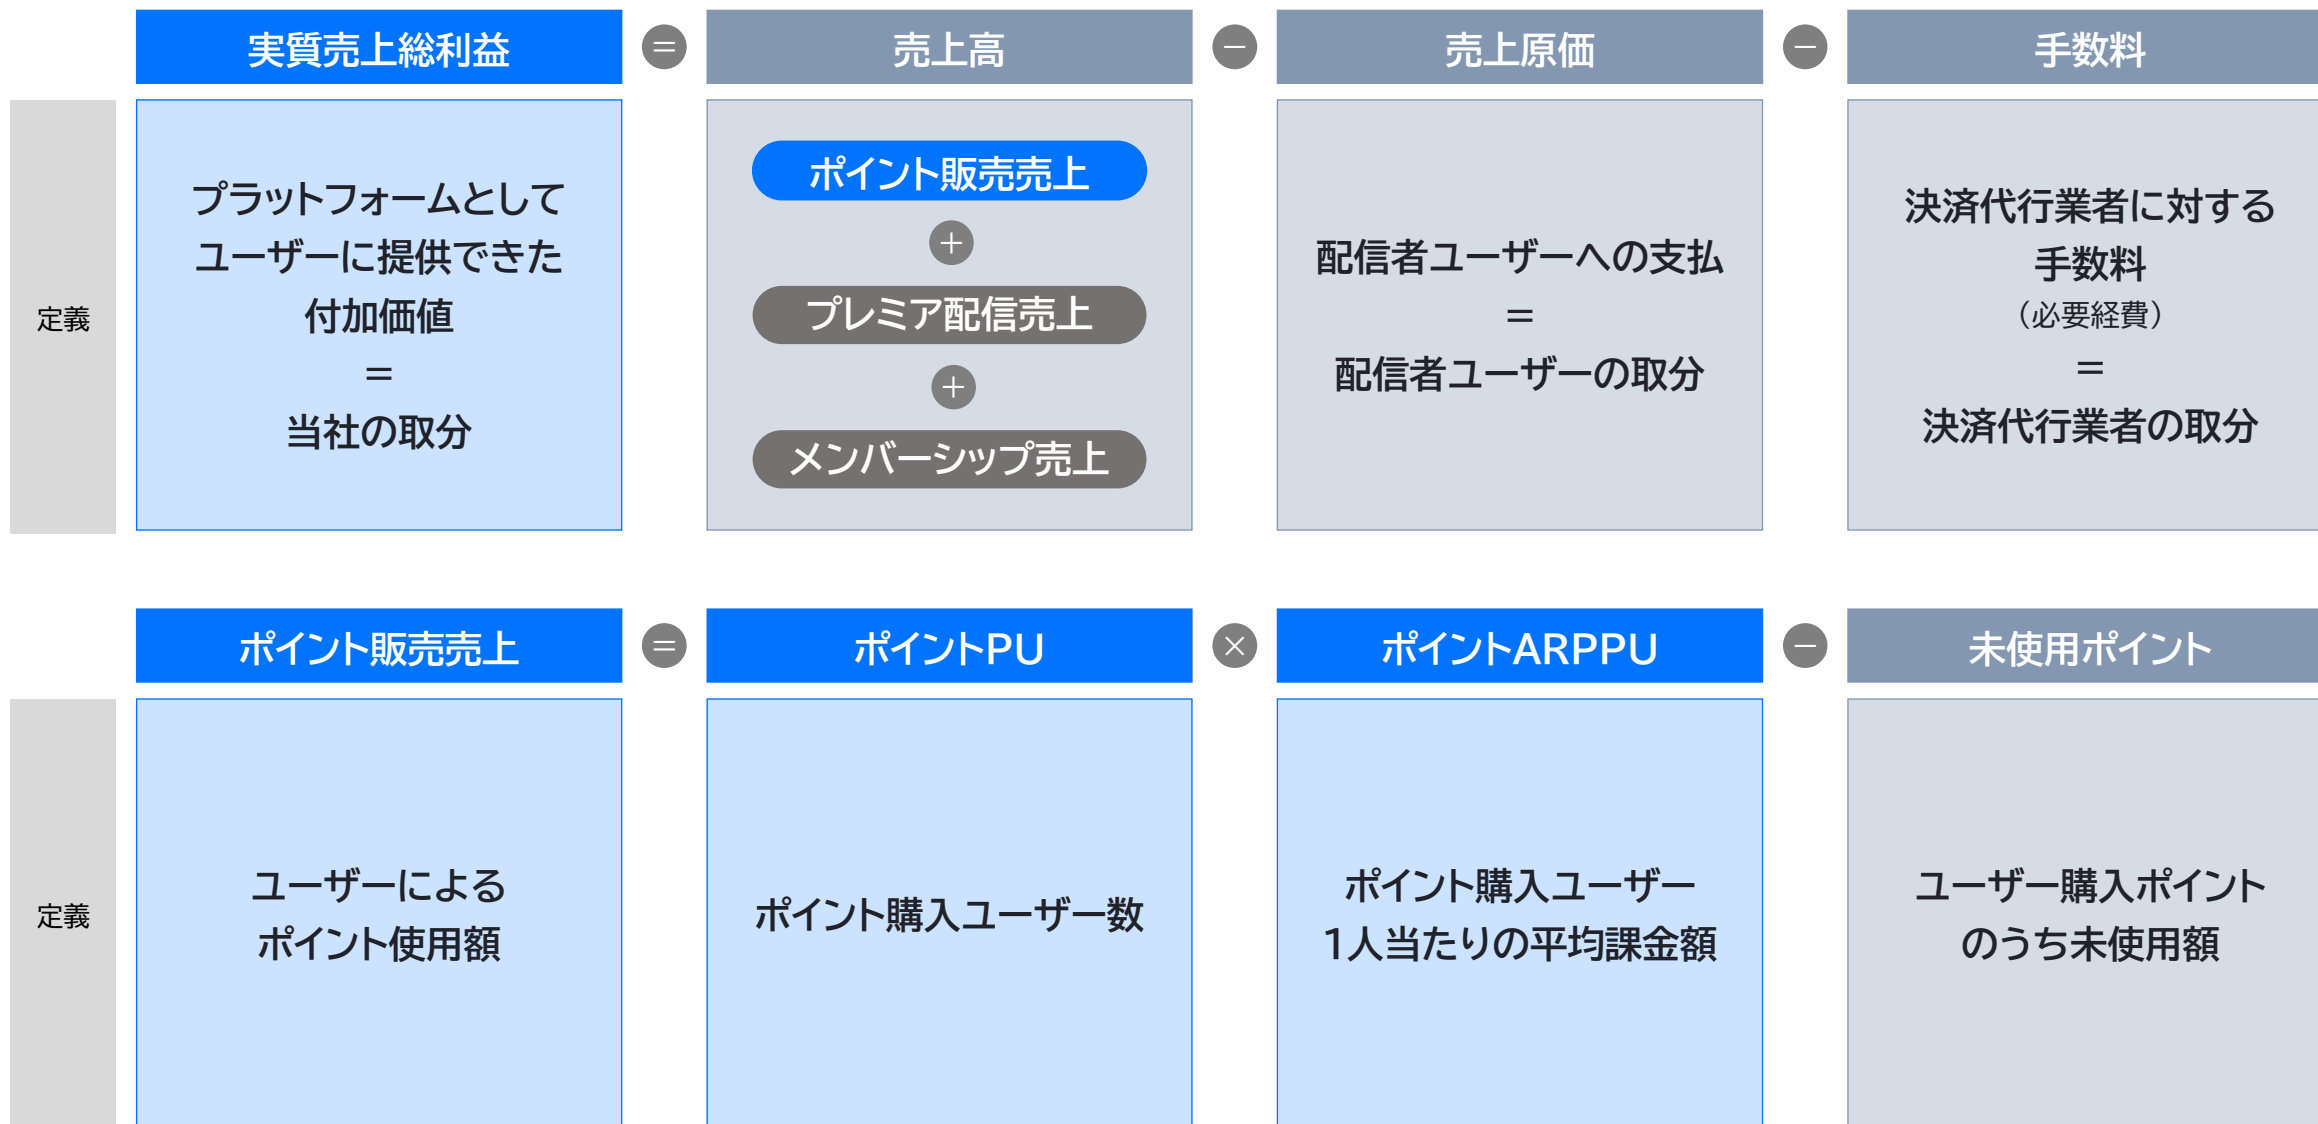 実質売上総利益
＝
売上高
－
売上原価
－
手数料
定義
プラットフォームとして
ユーザーに提供できた
付加価値
＝
当社の取分
ポイント販売売上
＋
プレミア配信売上
＋
メンバーシップ売上
配信者ユーザーへの支払
＝
配信者ユーザーの取分
決済代行業者に対する
手数料
（必要経費）
＝
決済代行業者の取分
ポイント販売売上
＝
ポイントPU
×
ポイントARPPU
－
未使用ポイント
定義
ユーザーによる
ポイント使用額
ポイント購入ユーザー数
ポイント購入ユーザー
1人当たりの平均課金額
ユーザー購入ポイント
のうち未使用額